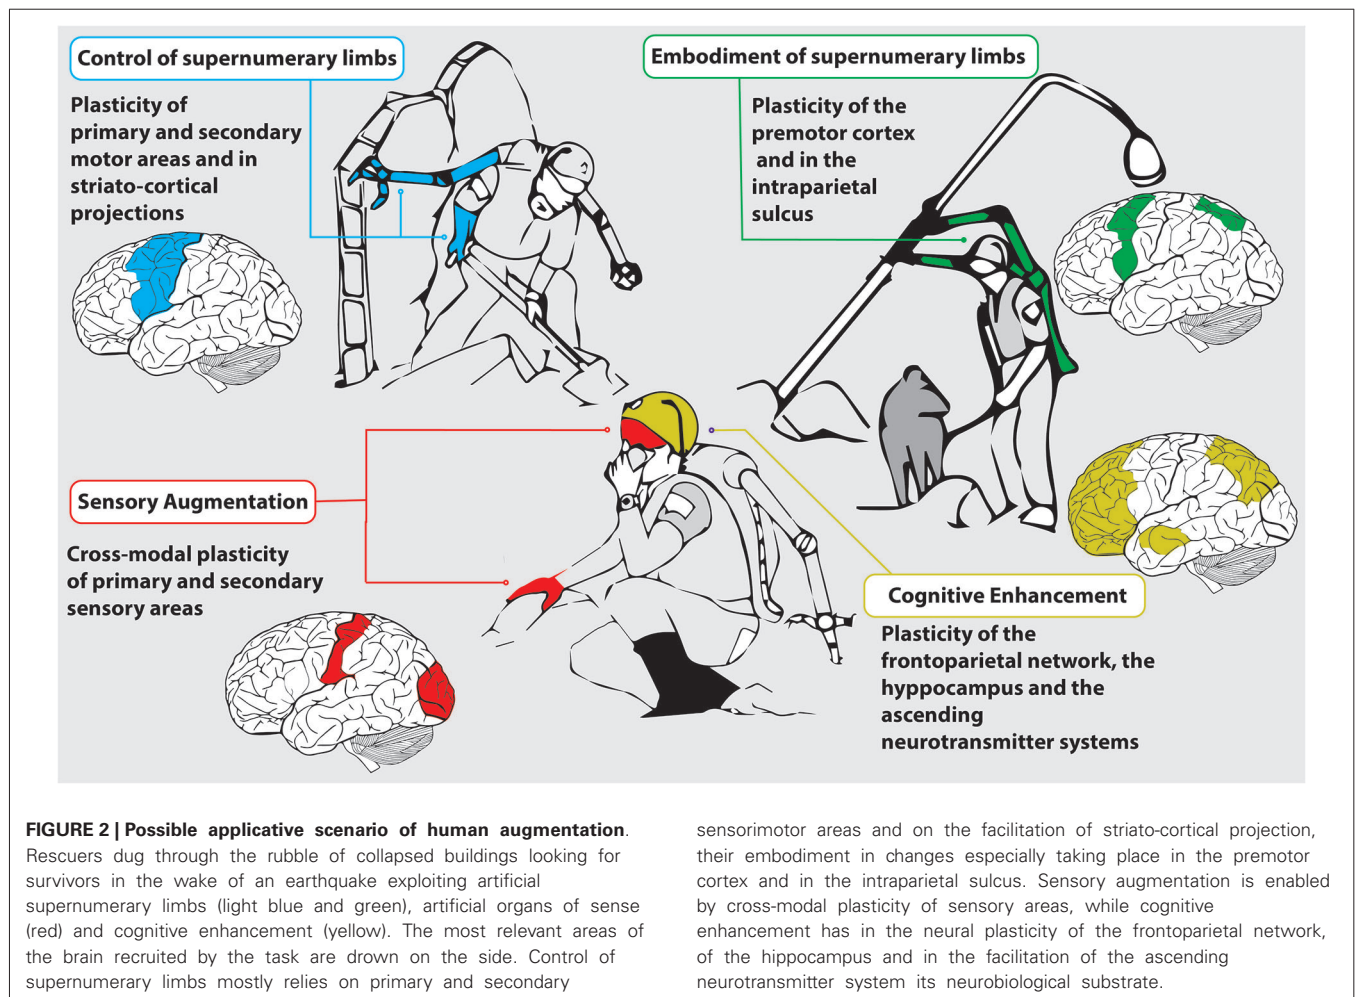 Control of supernumerary limbs
Plasticity of
primary and secondary
motor areas and in
striato-cortical
projections
Embodiment of supernumerary limbs
Plasticity of the
premotor cortex
and in the
intraparietal
sulcus
Sensory Augmentation
Cross-modal plasticity
of primary and secondary
sensory areas
Cognitive Enhancement
Plasticity of the
frontoparietal network, the
hyppocampus and the
ascending
neurotransmitter systems
FIGURE 2 | Possible applicative scenario of human augmentation.
Rescuers dug through the rubble of collapsed buildings looking for
survivors in the wake of an earthquake exploiting artificial
supernumerary limbs (light blue and green), artificial organs of sense
(red) and cognitive enhancement (yellow). The most relevant areas of
the brain recruited by the task are drown on the side. Control of
supernumerary limbs mostly relies on primary and secondary
sensorimotor areas and on the facilitation of striato-cortical projection,
their embodiment in changes especially taking place in the premotor
cortex and in the intraparietal sulcus. Sensory augmentation is enabled
by cross-modal plasticity of sensory areas, while cognitive
enhancement has in the neural plasticity of the frontoparietal network,
of the hippocampus and in the facilitation of the ascending
neurotransmitter system its neurobiological substrate.